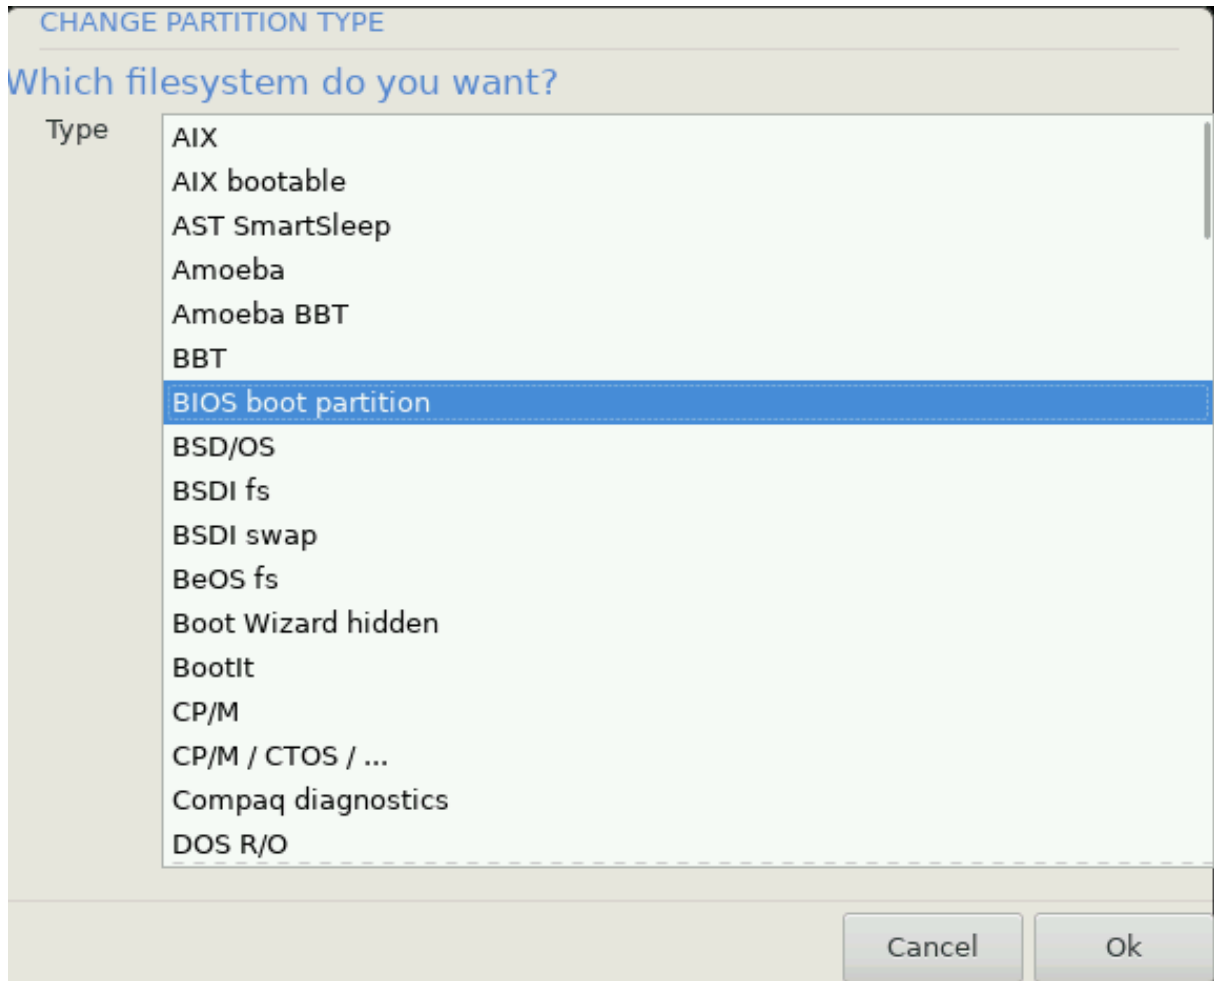 CHANGE PARTITION TYPE
Which filesystem do you want?
Type
AIX
AIX bootable
AST SmartSleep
Amoeba
Amoeba BBT
BBT
BIOS boot partition
BSD/OS
BSDI fs
BSDI swap
BeOS fs
Boot Wizard hidden
BootIt
CP/M
CP/M / CTOS / ...
Compaq diagnostics
DOS R/O
Cancel Ok